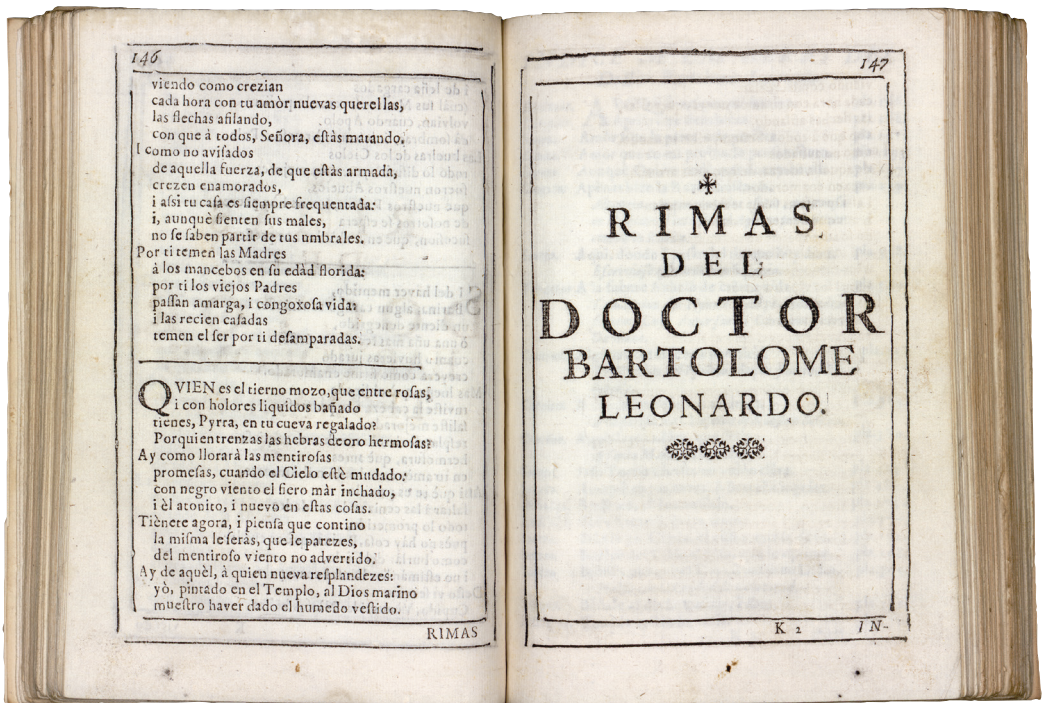 146
viendo como crezian
cada hora con tu amòr nuevas querellas,
las flechas afilando,
con que à todos, Señora, eſtàs matando.
I como no aviſados
de aquella fuerza, de que eſtàs armada,
crezen enamorados,
i aſsi tu caſa es ſiempre frequentada:
i, aunquè ſienten ſus males,
no ſe ſaben partir de tus umbrales.
Por ti temen las Madres
à los mancebos en ſu edàd florida:
por ti los viejos Padres
paſſan amarga, i congoxoſa vida:
i las recien caſadas
temen el ſer por ti deſamparadas.
QVIEN es el tierno mozo, que entre roſas,
i con holores liquidos bañado
tienes, Pyrra, en tu cueva regalado?
Porquien trenzas las hebras de oro hermoſas?
Ay como llorarà las mentiroſas
promeſas, cuando el Cielo eſtè mudado:
con negro viento el fiero màr inchado,
i èl atonito, i nuevo en eſtas coſas.
Tiènete agora, i pienſa que contino
la miſma le ſeràs, que le parezes,
del mentiroſo viento no advertido.
Ay de aquèl, à quien nueva reſplandezes:
yò, pintado en el Templo, al Dios marino
mueſtro haver dado el humedo veſtido.
RIMAS
147
RIMAS
DEL
DOCTOR
BARTOLOME
LEONARDO.
K 2 IN-